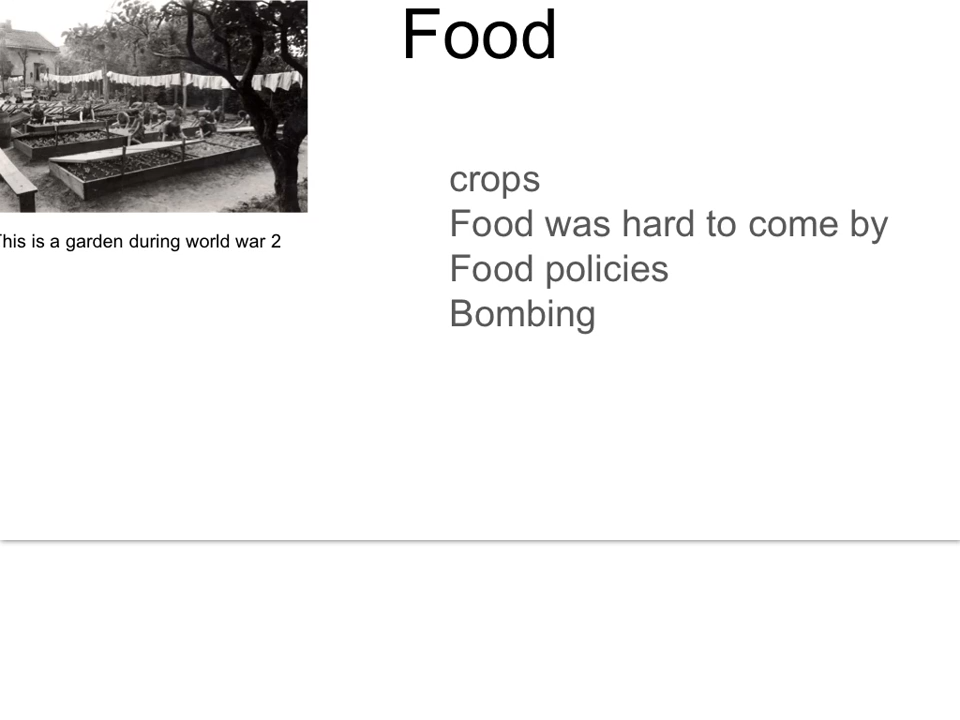 Food
crops
Food was hard to come by
Food policies
Bombing
This is a garden during world war 2